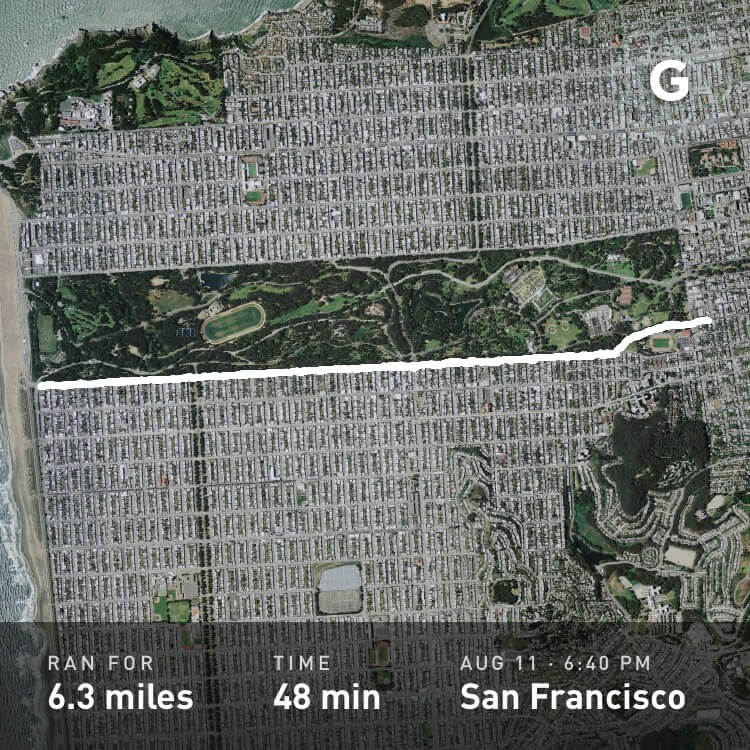 G
RAN FOR
6.3 miles
TIME
48 min
AUG 11 · 6:40 PM
San Francisco